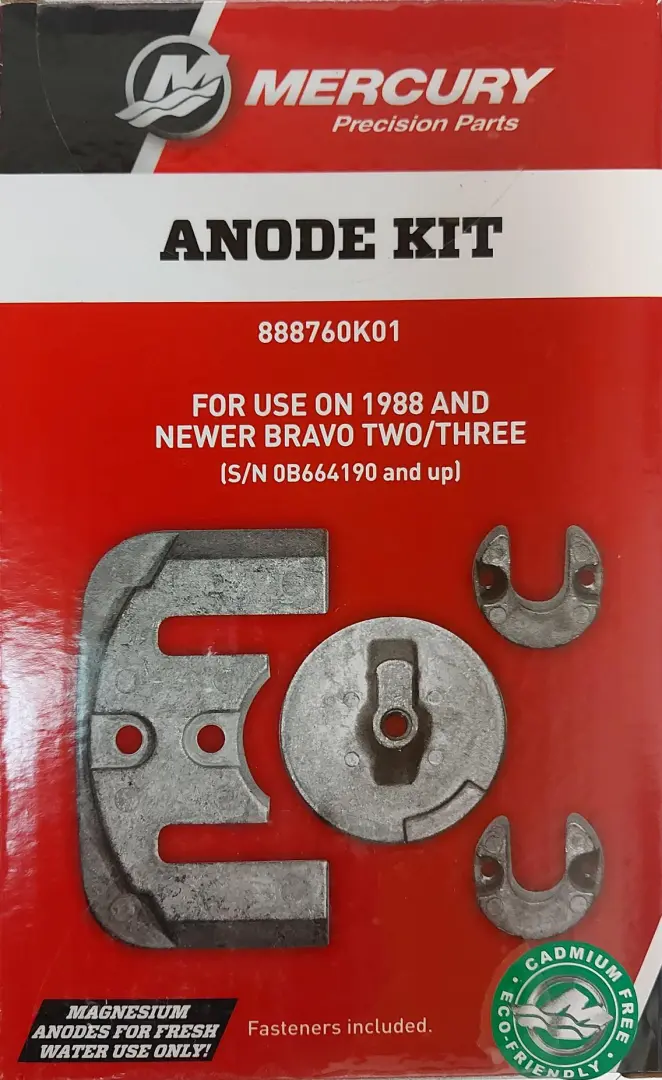 MERCURY
Precision Parts
ANODE KIT
888760K01
FOR USE ON 1988 AND
NEWER BRAVO TWO/THREE
(S/N 0B664190 and up)
MAGNESIUM
ANODES FOR FRESH
WATER USE ONLY!
Fasteners included.
CADMIUM FREE
ECO-FRIENDLY